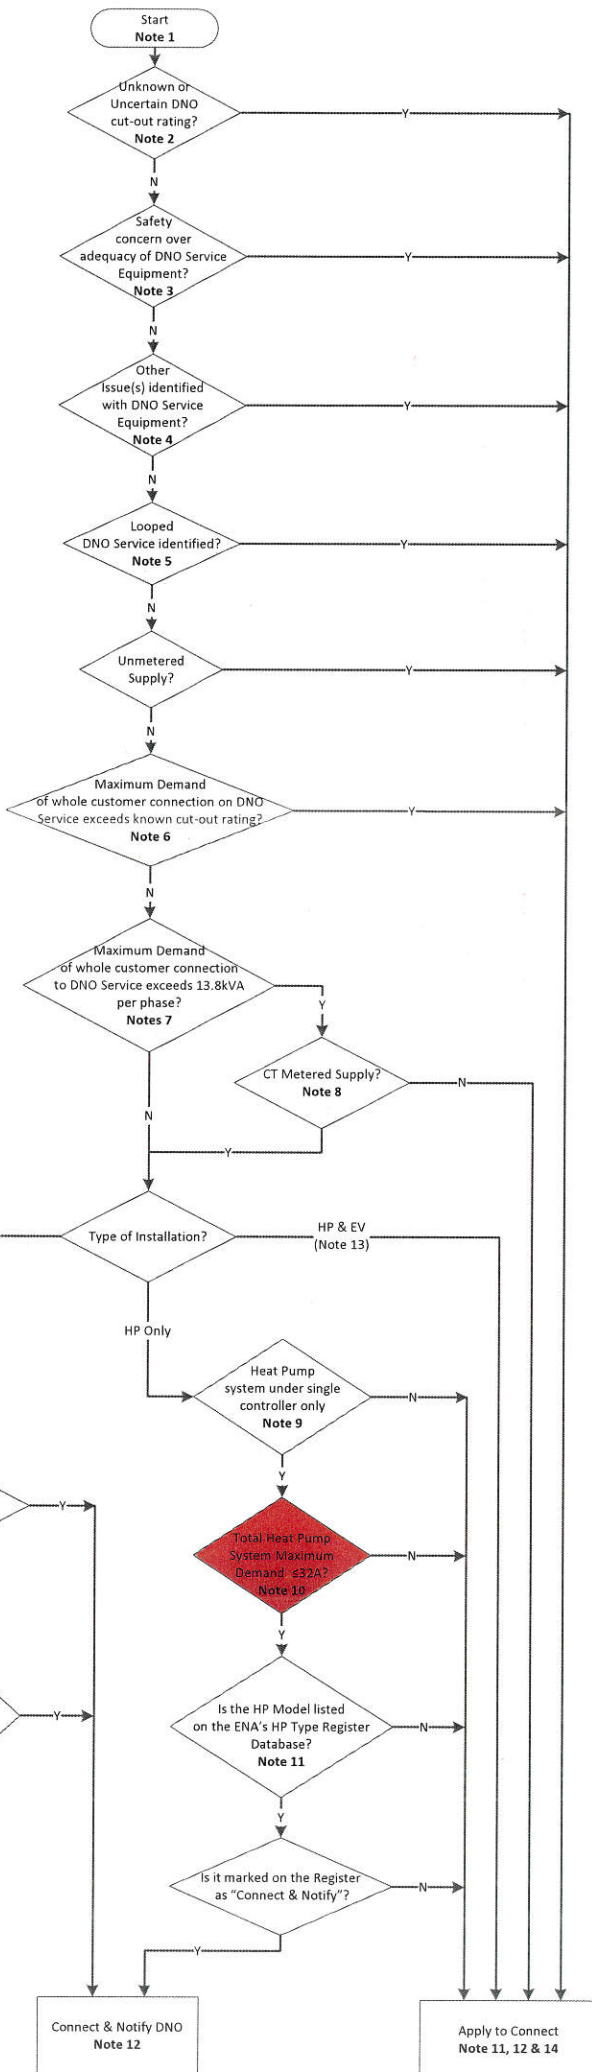 Start
Note 1
Unknown or
Uncertain DNO
cut-out rating?
Note 2
Y
N
Safety
concern over
adequacy of DNO Service
Equipment?
Note 3
Y
N
Other
Issue(s) identified
with DNO Service
Equipment?
Note 4
Y
N
Looped
DNO Service identified?
Note 5
Y
N
Unmetered
Supply?
Y
N
Maximum Demand
of whole customer connection on DNO
Service exceeds known cut-out rating?
Note 6
Y
N
Maximum Demand
of whole customer connection
to DNO Service exceeds 13.8kVA
per phase?
Notes 7
Y
CT Metered Supply?
Note 8
N
N
Y
Type of Installation?
HP & EV
(Note 13)
HP Only
Heat Pump
system under single
controller only
Note 9
N
Y
Y
Total Heat Pump
System Maximum
Demand ≤32A?
Note 10
N
Y
Is the HP Model listed
on the ENA's HP Type Register
Database?
Note 11
Y
N
Y
Is it marked on the Register
as "Connect & Notify"?
N
Y
Connect & Notify DNO
Note 12
Apply to Connect
Note 11, 12 & 14